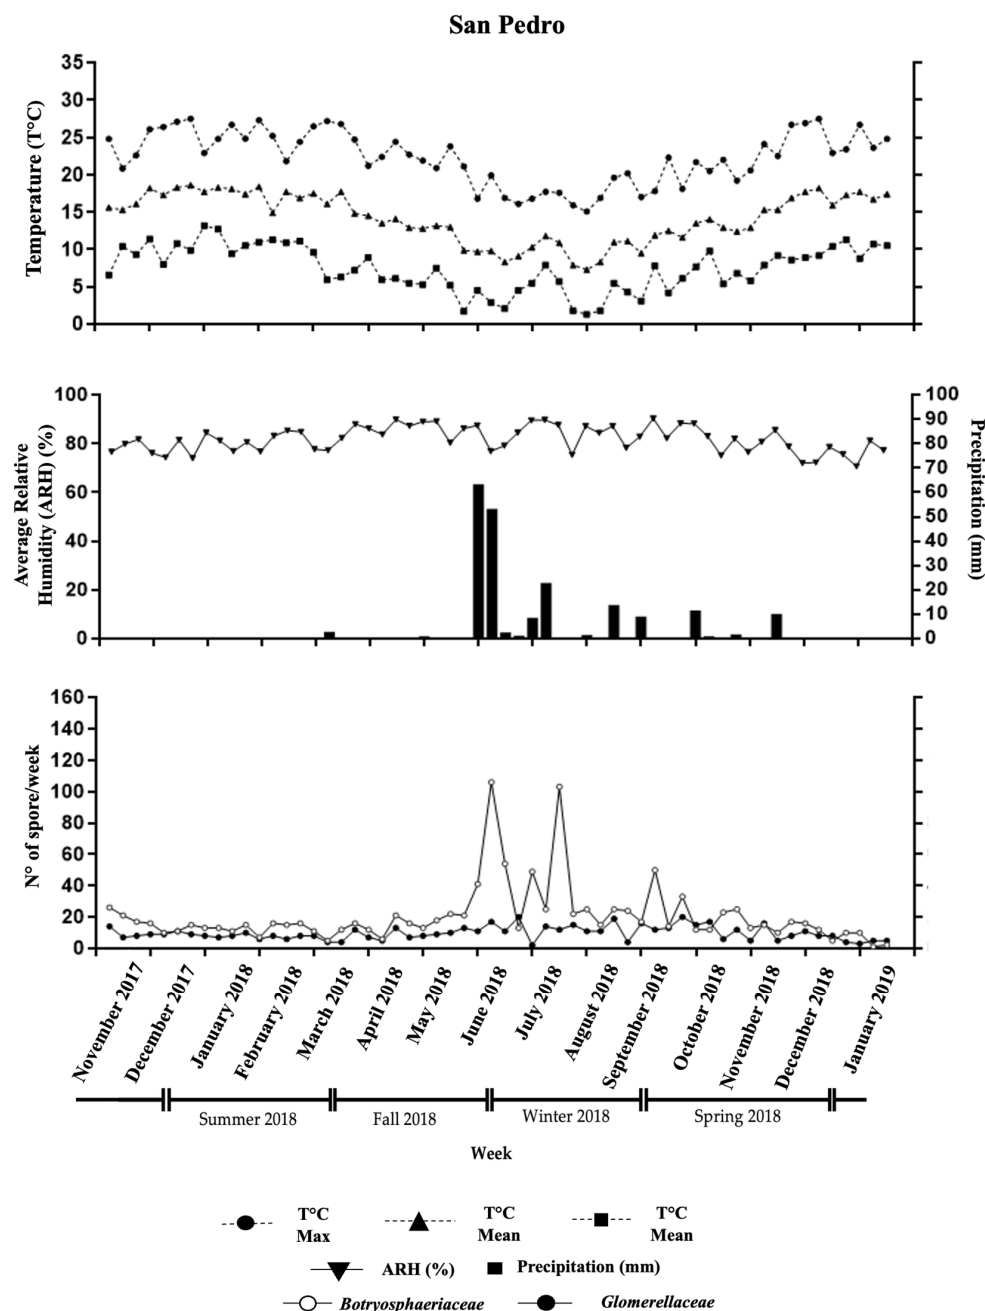 San Pedro
Temperature (T°C)
35
30
25
20
15
10
5
0
Average Relative
Humidity (ARH) (%)
100
80
60
40
20
0
100
90
80
70
60
50
40
30
20
10
0
Precipitation (mm)
N° of spore/week
160
140
120
100
80
60
40
20
0
November 2017
December 2017
January 2018
February 2018
March 2018
April 2018
May 2018
June 2018
July 2018
August 2018
September 2018
October 2018
November 2018
December 2018
January 2019
Summer 2018
Fall 2018
Winter 2018
Spring 2018
Week
T°C
Max
T°C
Mean
T°C
Mean
ARH (%)
Precipitation (mm)
Botryosphaeriaceae
Glomerellaceae